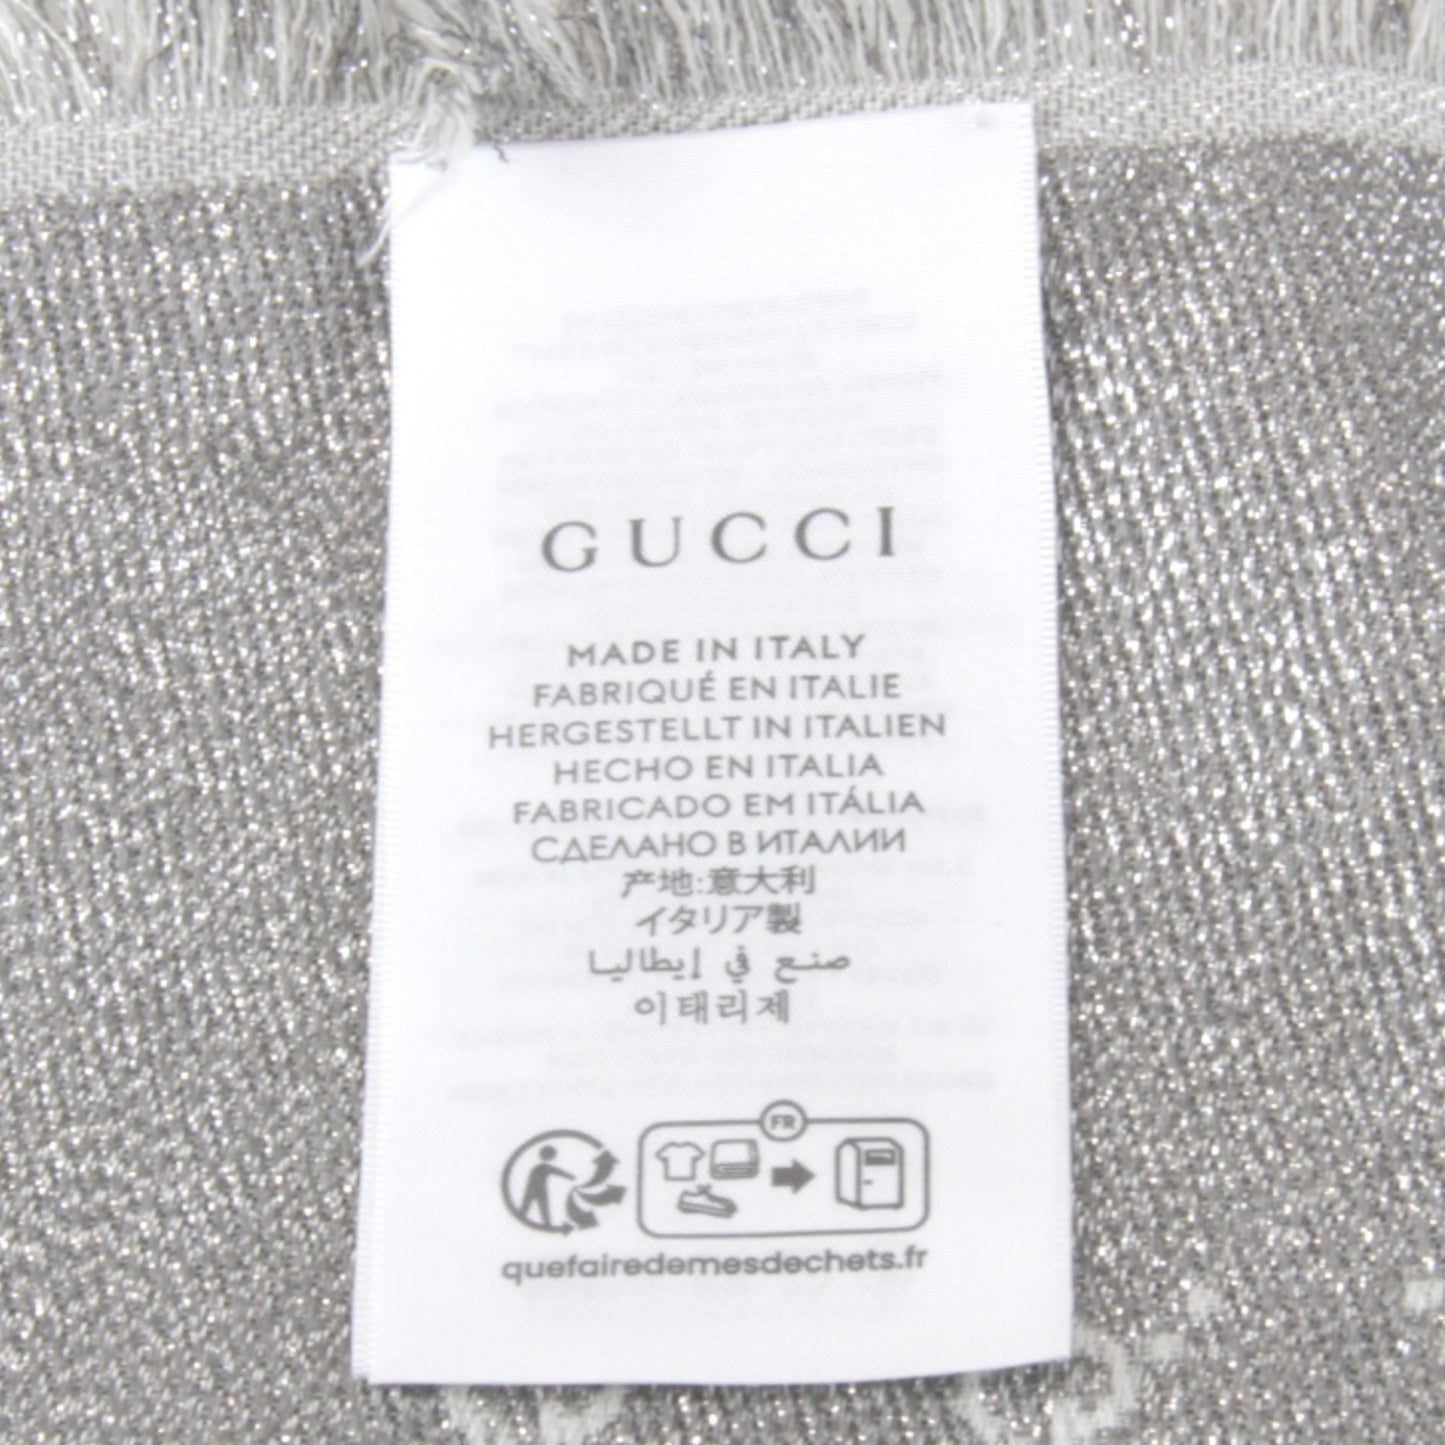 GUCCI
MADE IN ITALY
FABRIQUÉ EN ITALIE
HERGESTELLT IN ITALIEN
HECHO EN ITALIA
FABRICADO EM ITÁLIA
СДЕЛАНО В ИТАЛИИ
产地:意大利
イタリア製
صنع في إيطاليا
이태리제
FR
quefairedemesdechets.fr